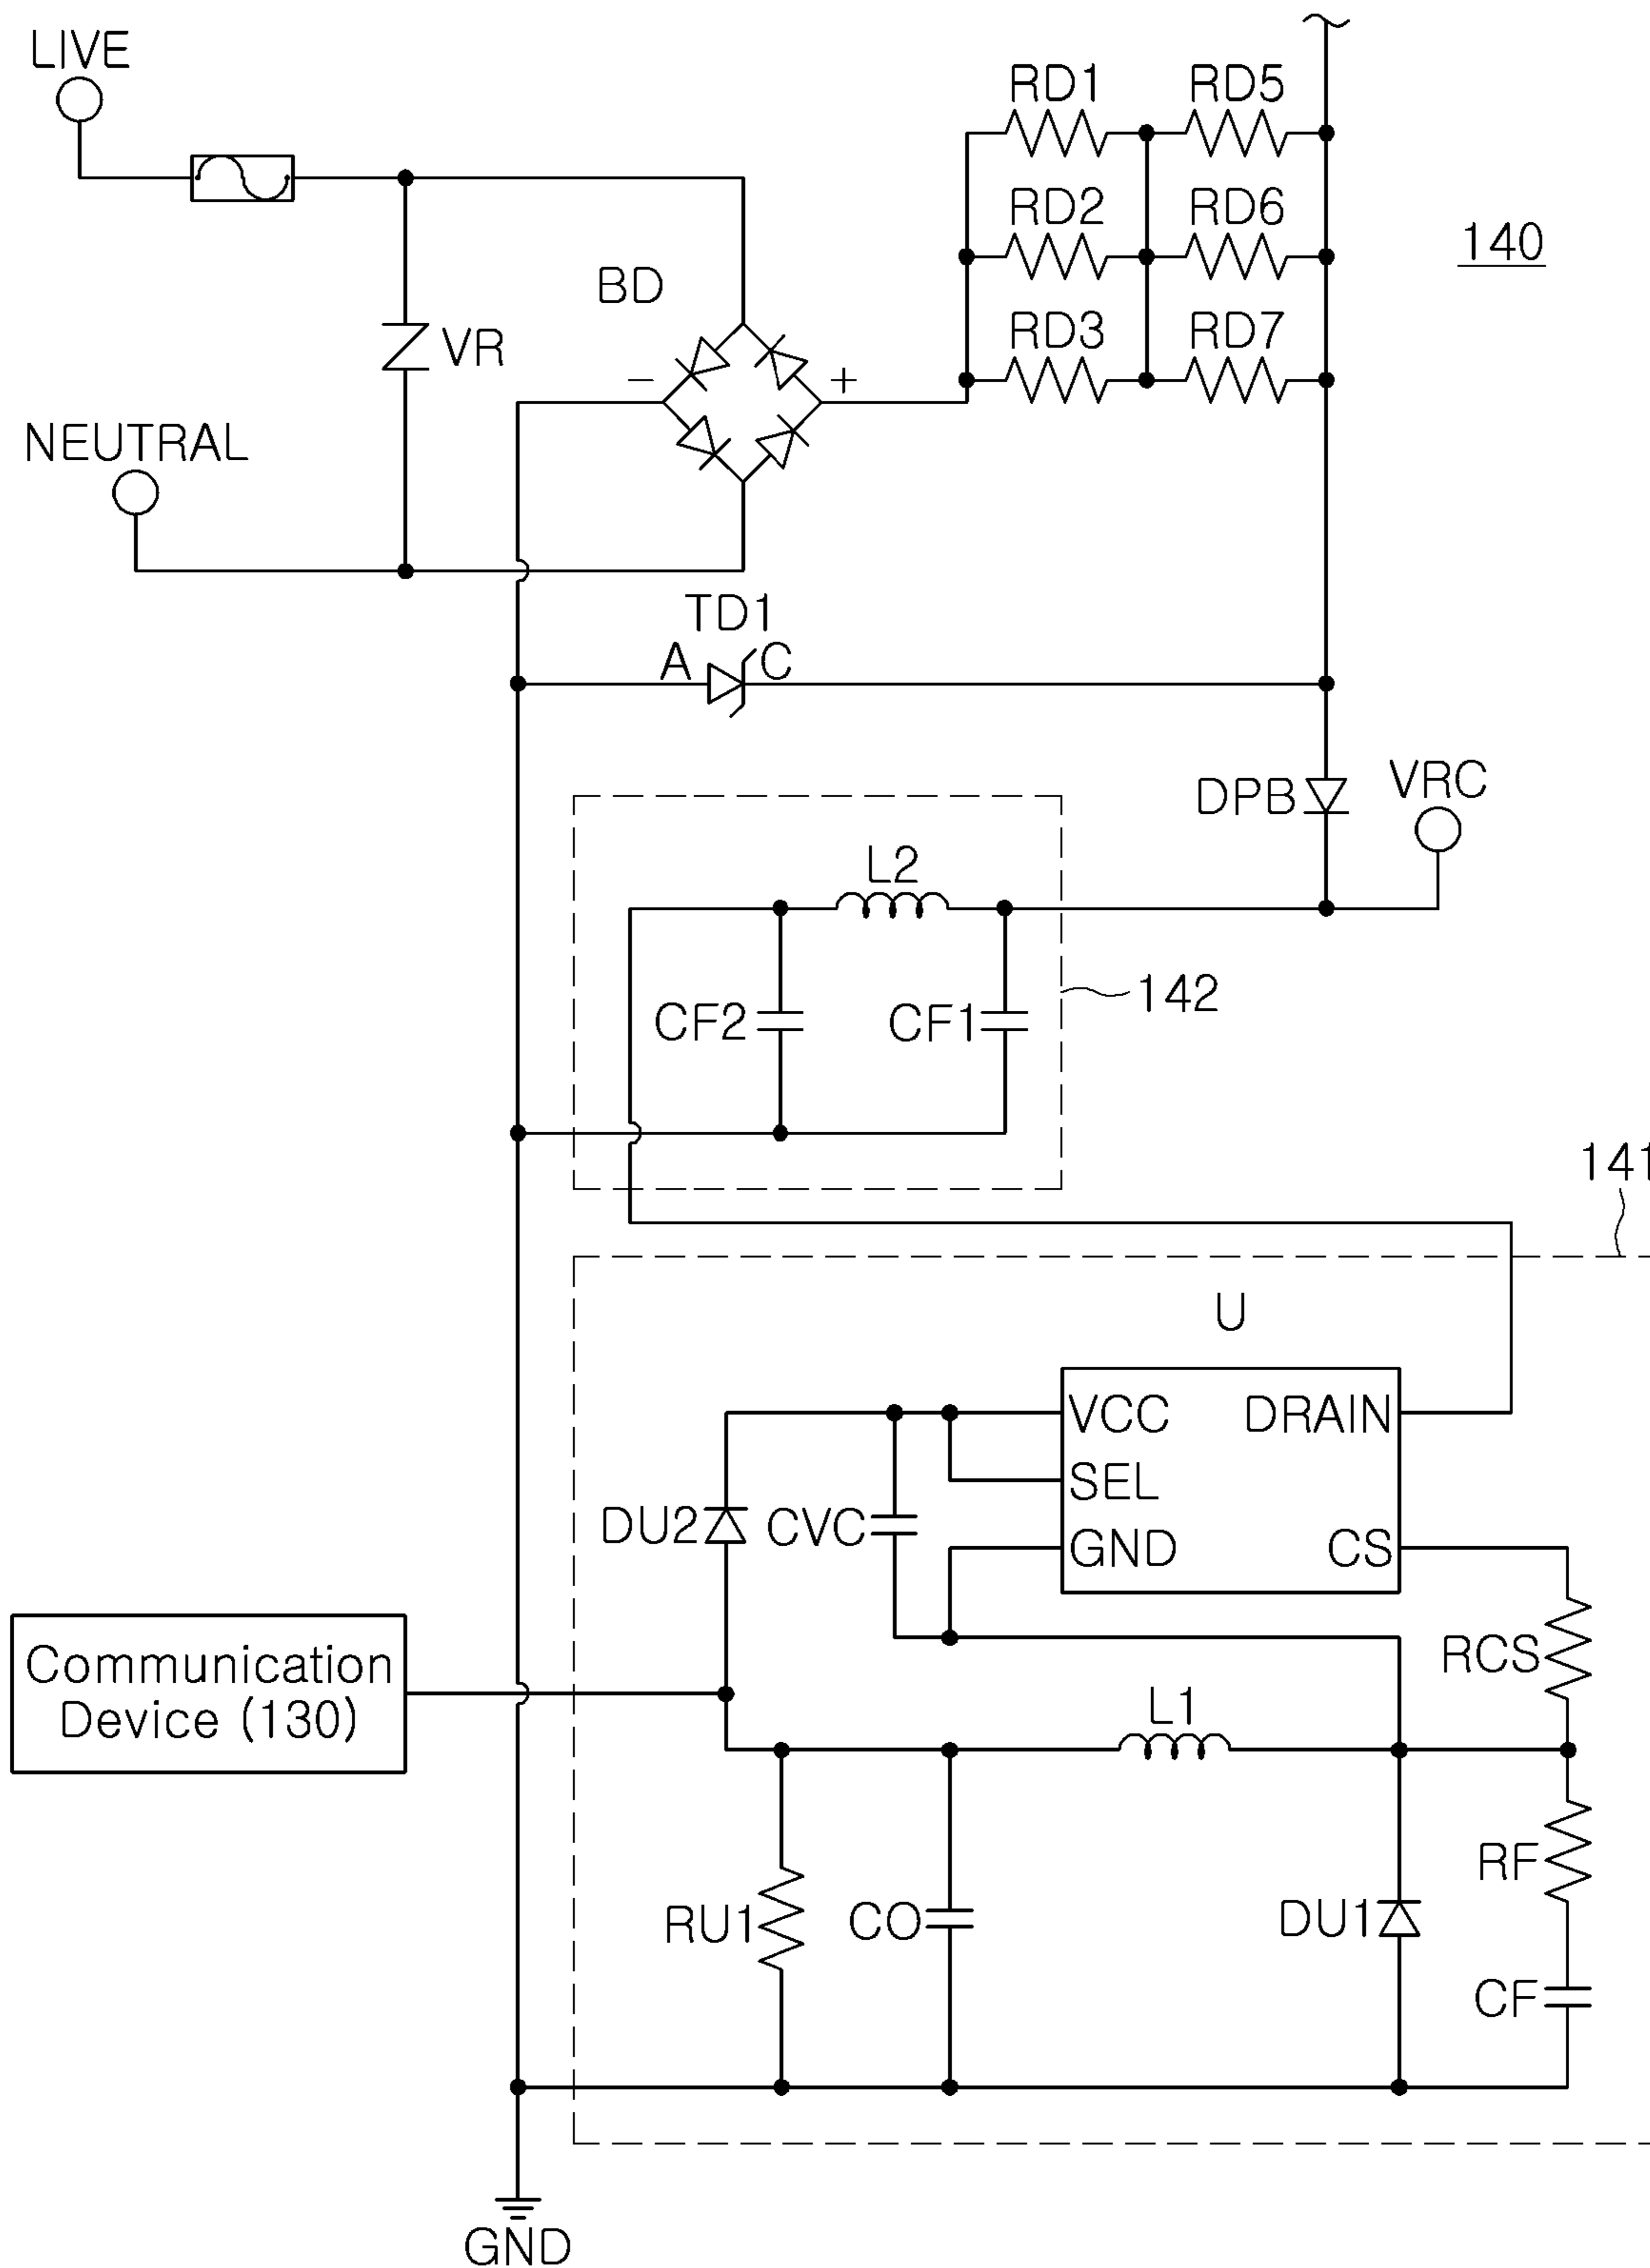 LIVE
RD1
RD5
RD2
RD6
140
BD
RD3
RD7
VR
−
+
NEUTRAL
TD1
A
C
DPB
VRC
L2
142
CF2
CF1
141
U
VCC
DRAIN
SEL
DU2
CVC
GND
CS
Communication
Device (130)
RCS
L1
RF
RU1
CO
DU1
CF
GND